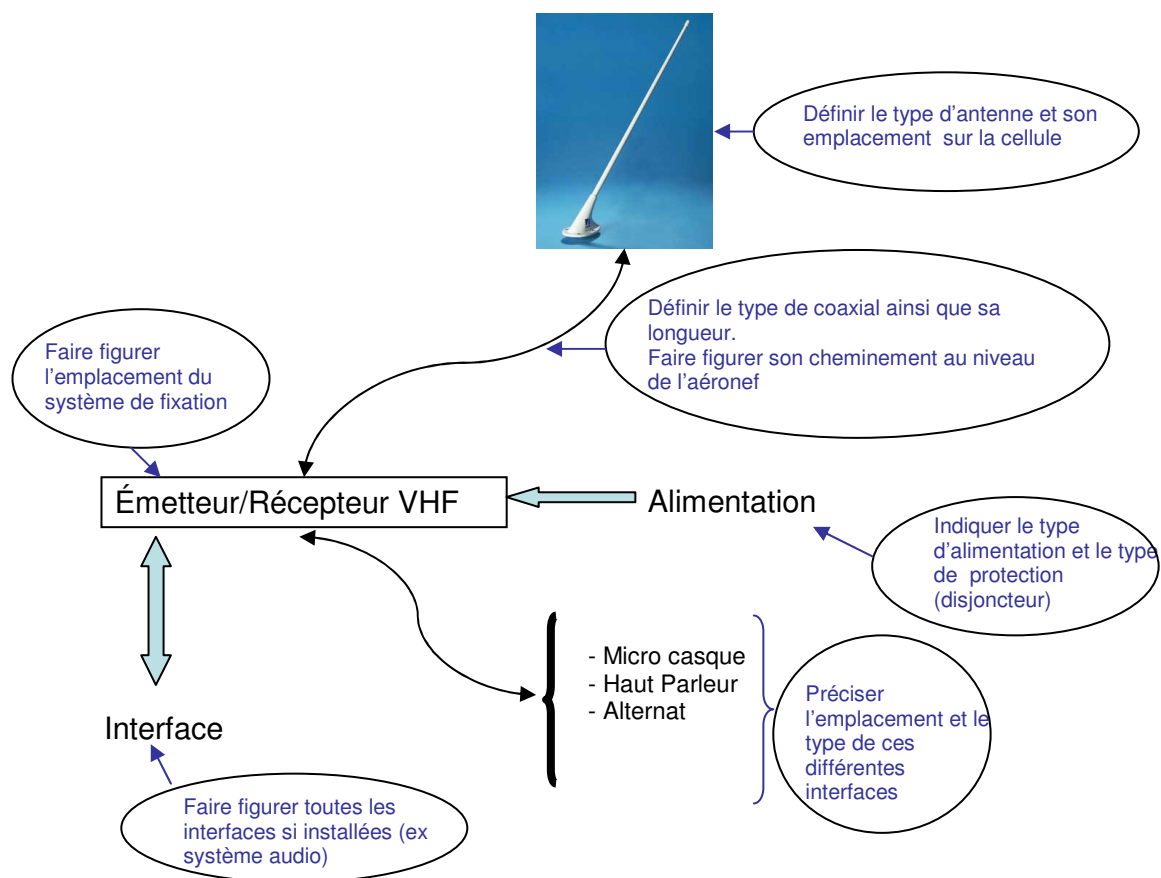 Définir le type d'antenne et son
emplacement sur la cellule
Définir le type de coaxial ainsi que sa
longueur.
Faire figurer son cheminement au niveau
de l'aéronef
Faire figurer
l'emplacement du
système de fixation
Émetteur/Récepteur VHF
Alimentation
Indiquer le type
d'alimentation et le type
de protection
(disjoncteur)
- Micro casque
- Haut Parleur
- Alternat
Préciser
l'emplacement et le
type de ces
différentes
interfaces
Interface
Faire figurer toutes les
interfaces si installées (ex
système audio)